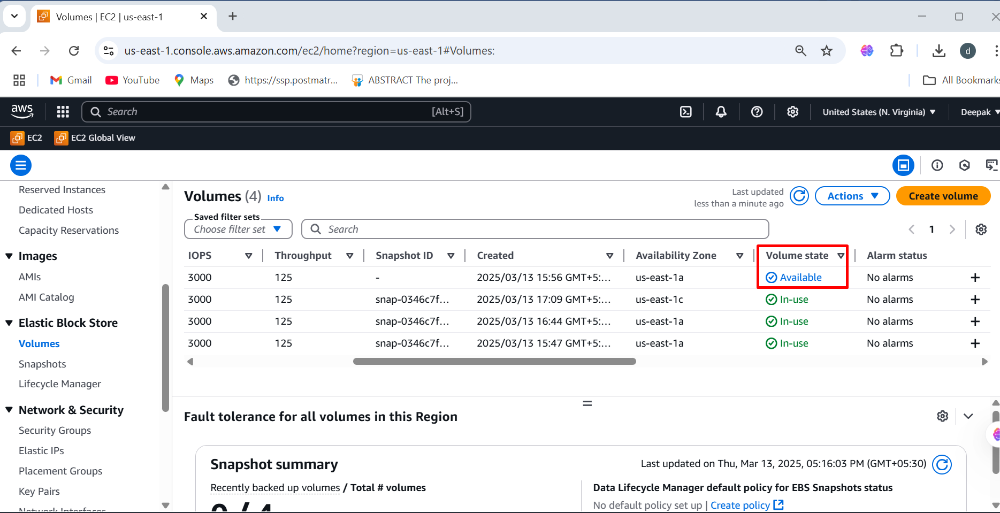 Volumes | EC2 | us-east-1
us-east-1.console.aws.amazon.com/ec2/home?region=us-east-1#Volumes:
d
Gmail
YouTube
Maps
https://ssp.postmatr...
ABSTRACT The proj...
All Bookmarks
aws
Search
[Alt+S]
United States (N. Virginia)
Deepak
EC2
EC2 Global View
Reserved Instances
Dedicated Hosts
Capacity Reservations
Images
AMIs
AMI Catalog
Elastic Block Store
Volumes
Snapshots
Lifecycle Manager
Network & Security
Security Groups
Elastic IPs
Placement Groups
Key Pairs
Network Interfaces
Volumes (4) Info
Last updated
less than a minute ago
Actions
Create volume
Saved filter sets
Choose filter set
Search
1
IOPS Throughput Snapshot ID Created Availability Zone Volume state Alarm status
3000 125 - 2025/03/13 15:56 GMT+5:... us-east-1a Available No alarms +
3000 125 snap-0346c7f... 2025/03/13 17:09 GMT+5:... us-east-1c In-use No alarms +
3000 125 snap-0346c7f... 2025/03/13 16:44 GMT+5:... us-east-1a In-use No alarms +
3000 125 snap-0346c7f... 2025/03/13 15:47 GMT+5:... us-east-1a In-use No alarms +
Fault tolerance for all volumes in this Region
Snapshot summary
Last updated on Thu, Mar 13, 2025, 05:16:03 PM (GMT+05:30)
Recently backed up volumes / Total # volumes
0 / 4
Data Lifecycle Manager default policy for EBS Snapshots status
No default policy set up | Create policy